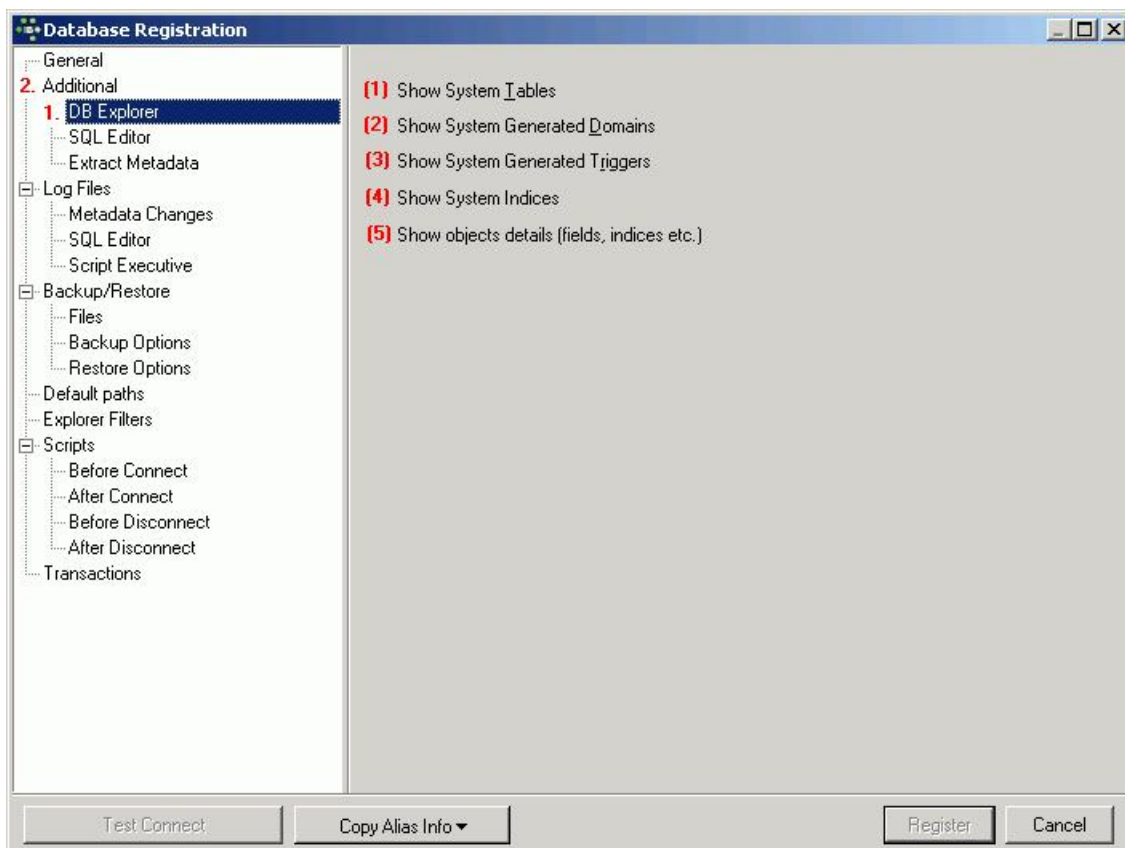 Database Registration
General
2. Additional
1. DB Explorer
SQL Editor
Extract Metadata
Log Files
Metadata Changes
SQL Editor
Script Executive
Backup/Restore
Files
Backup Options
Restore Options
Default paths
Explorer Filters
Scripts
Before Connect
After Connect
Before Disconnect
After Disconnect
Transactions
(1) Show System Tables
(2) Show System Generated Domains
(3) Show System Generated Triggers
(4) Show System Indices
(5) Show objects details (fields, indices etc.)
Test Connect
Copy Alias Info
Register
Cancel